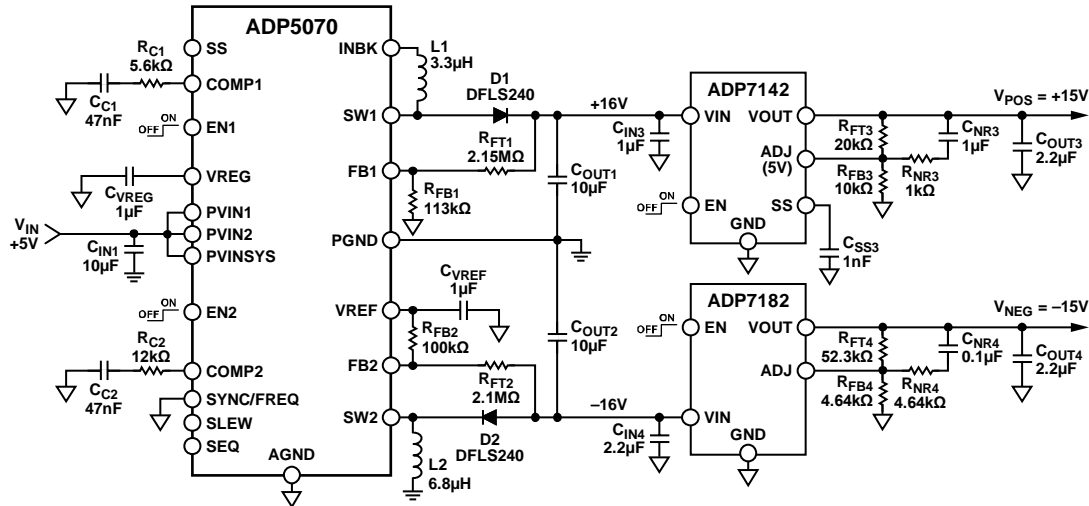 ADP5070
RC1
5.6kΩ
CC1
47nF
SS
COMP1
ON
OFF
EN1
VREG
CVREG
1µF
PVIN1
VIN
+5V
PVIN2
CIN1
10µF
PVINSYS
ON
OFF
EN2
RC2
12kΩ
CC2
47nF
COMP2
SYNC/FREQ
SLEW
SEQ
AGND
INBK
L1
3.3µH
SW1
D1
DFLS240
FB1
RFT1
2.15MΩ
RFB1
113kΩ
PGND
COUT1
10µF
VREF
CVREF
1µF
RFB2
100kΩ
FB2
RFT2
2.1MΩ
COUT2
10µF
SW2
D2
DFLS240
L2
6.8µH
+16V
CIN3
1µF
–16V
CIN4
2.2µF
ADP7142
VIN
VOUT
ADJ
(5V)
ON
OFF
EN
SS
GND
RFT3
20kΩ
RFB3
10kΩ
CNR3
1µF
RNR3
1kΩ
CSS3
1nF
VPOS = +15V
COUT3
2.2µF
ADP7182
ON
OFF
EN
VOUT
ADJ
VIN
GND
RFT4
52.3kΩ
RFB4
4.64kΩ
CNR4
0.1µF
RNR4
4.64kΩ
VNEG = –15V
COUT4
2.2µF